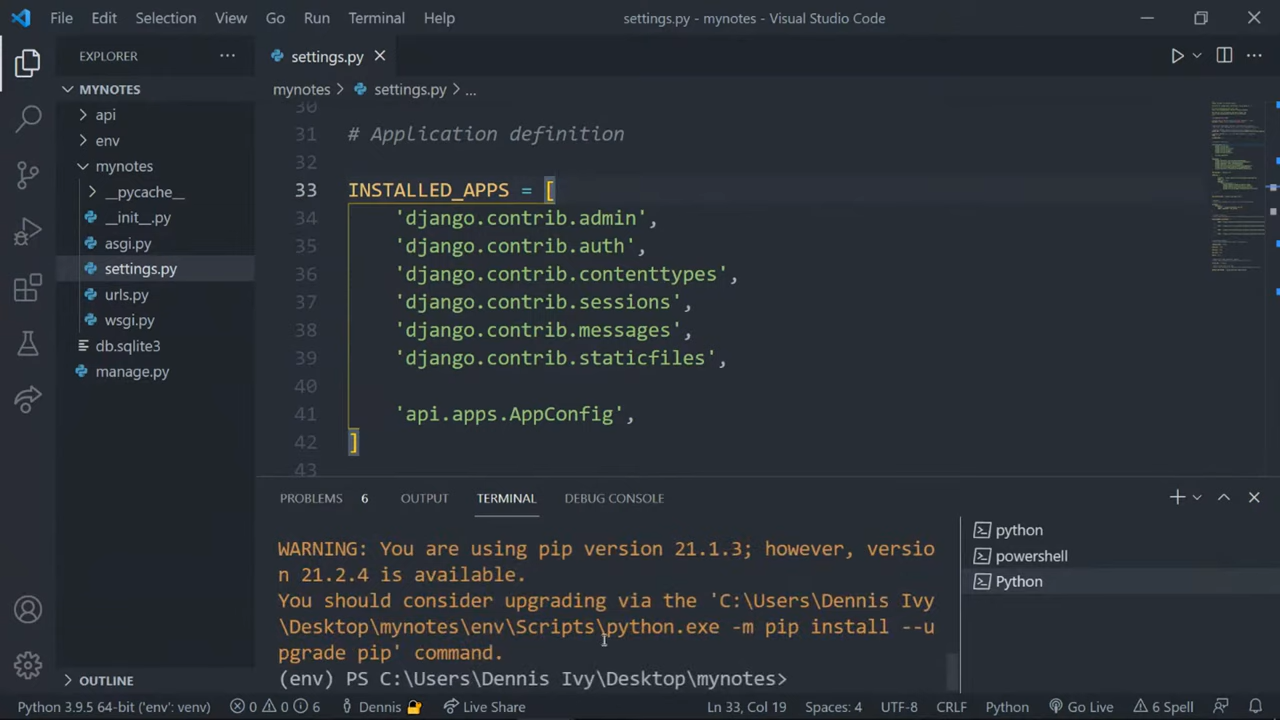 File Edit Selection View Go Run Terminal Help settings.py - mynotes - Visual Studio Code
EXPLORER
MYNOTES
api
env
mynotes
__pycache__
__init__.py
asgi.py
settings.py
urls.py
wsgi.py
db.sqlite3
manage.py
OUTLINE
settings.py
mynotes > settings.py > ...
30
31 # Application definition
32
33 INSTALLED_APPS = [
34 'django.contrib.admin',
35 'django.contrib.auth',
36 'django.contrib.contenttypes',
37 'django.contrib.sessions',
38 'django.contrib.messages',
39 'django.contrib.staticfiles',
40
41 'api.apps.AppConfig',
42 ]
43
PROBLEMS 6 OUTPUT TERMINAL DEBUG CONSOLE
WARNING: You are using pip version 21.1.3; however, versio
n 21.2.4 is available.
You should consider upgrading via the 'C:\Users\Dennis Ivy
\Desktop\mynotes\env\Scripts\python.exe -m pip install --u
pgrade pip' command.
(env) PS C:\Users\Dennis Ivy\Desktop\mynotes>
python
powershell
Python
Python 3.9.5 64-bit ('env': venv) 0 0 6 Dennis Live Share Ln 33, Col 19 Spaces: 4 UTF-8 CRLF Python Go Live 6 Spell